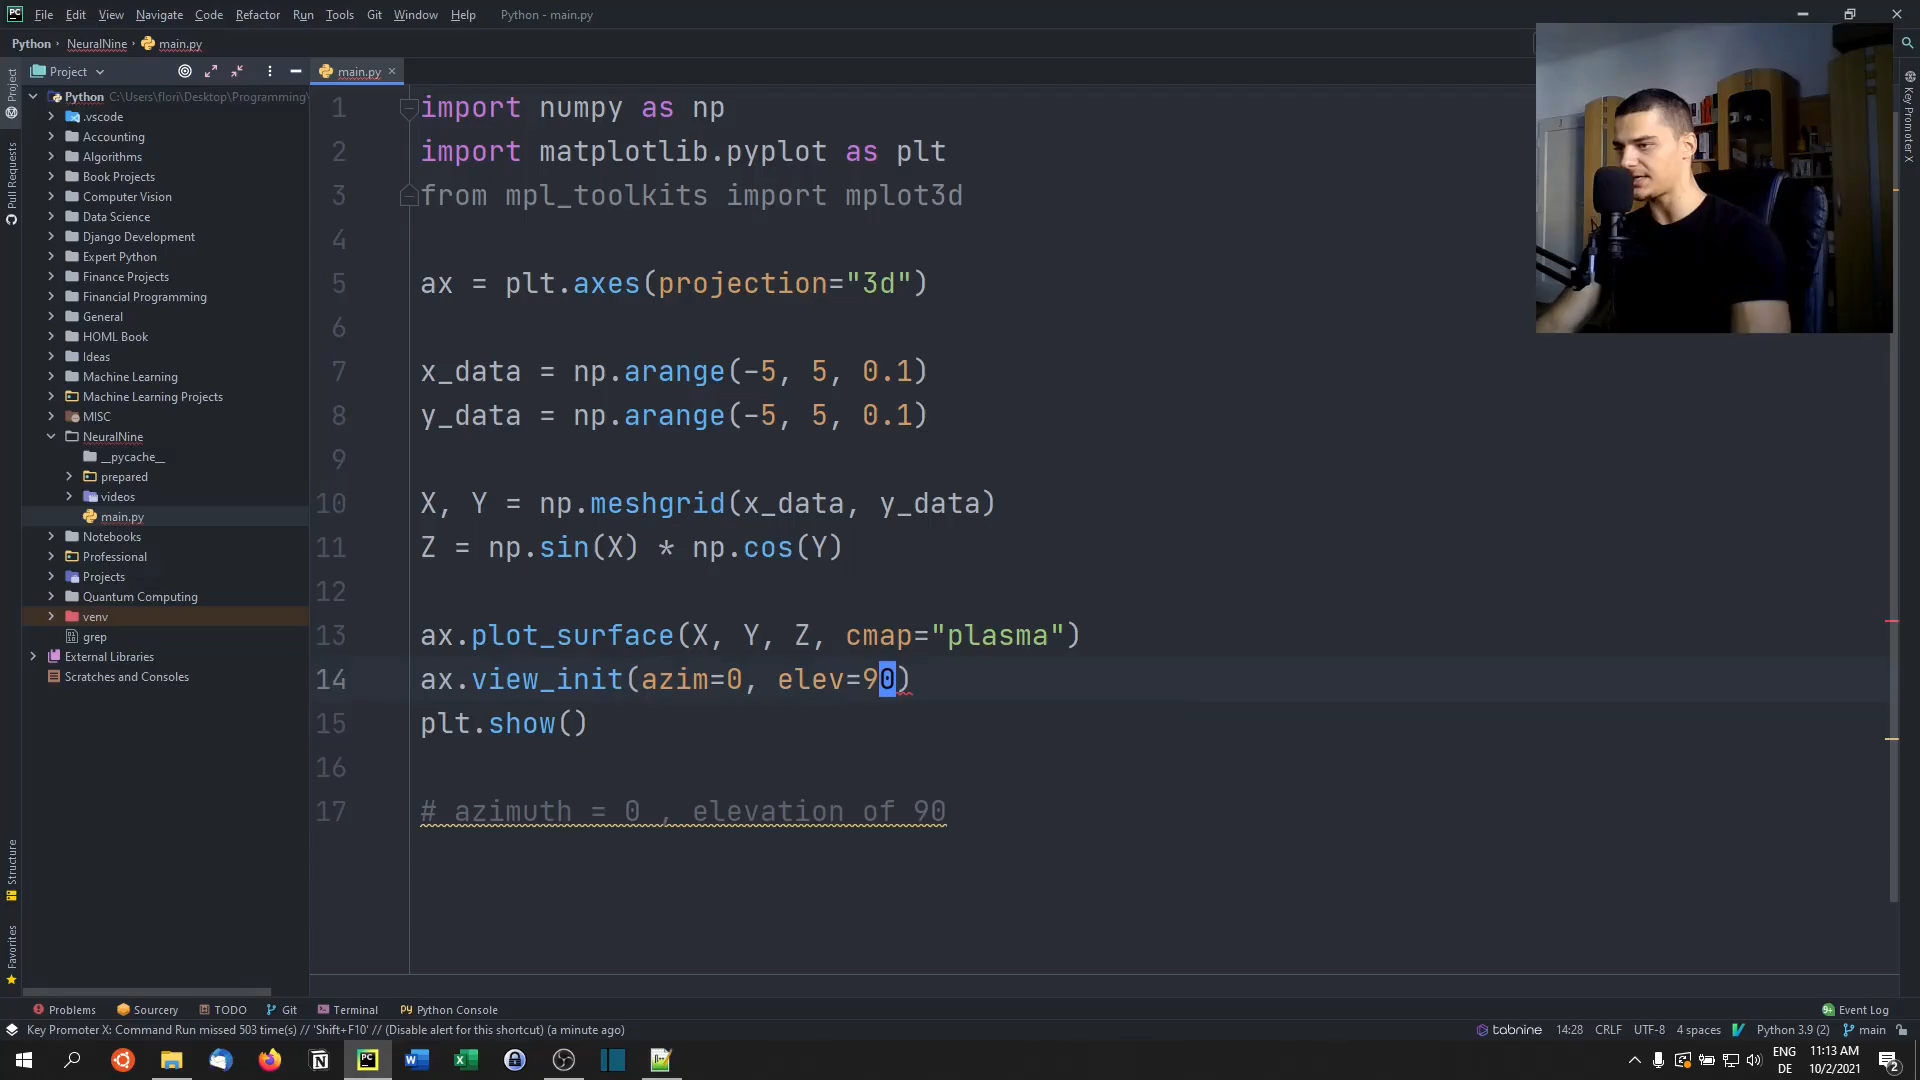 PC File Edit View Navigate Code Refactor Run Tools Git Window Help Python - main.py
Python NeuralNine main.py
Project
main.py
Project
Pull Requests
Structure
Favorites
Key Promoter X
Python C:\Users\flori\Desktop\Programming\
.vscode
Accounting
Algorithms
Book Projects
Computer Vision
Data Science
Django Development
Expert Python
Finance Projects
Financial Programming
General
HOML Book
Ideas
Machine Learning
Machine Learning Projects
MISC
NeuralNine
__pycache__
prepared
videos
main.py
Notebooks
Professional
Projects
Quantum Computing
venv
grep
External Libraries
Scratches and Consoles
1 import numpy as np
2 import matplotlib.pyplot as plt
3 from mpl_toolkits import mplot3d
4
5 ax = plt.axes(projection="3d")
6
7 x_data = np.arange(-5, 5, 0.1)
8 y_data = np.arange(-5, 5, 0.1)
9
10 X, Y = np.meshgrid(x_data, y_data)
11 Z = np.sin(X) * np.cos(Y)
12
13 ax.plot_surface(X, Y, Z, cmap="plasma")
14 ax.view_init(azim=0, elev=90)
15 plt.show()
16
17 # azimuth = 0 , elevation of 90
Problems Sourcery TODO Git Terminal Python Console Event Log
Key Promoter X: Command Run missed 503 time(s) // 'Shift+F10' // (Disable alert for this shortcut) (a minute ago) tabnine 14:28 CRLF UTF-8 4 spaces Python 3.9 (2) main
ENG 11:13 AM
DE 10/2/2021 2